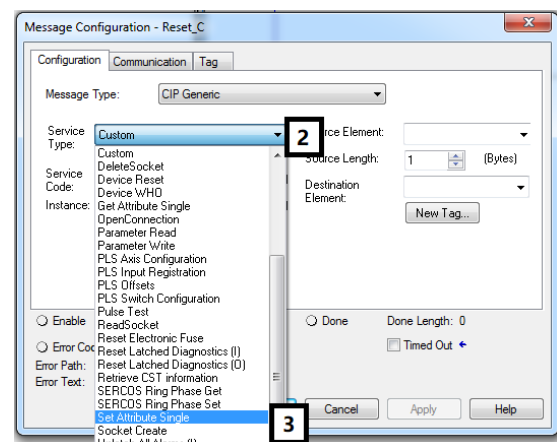 Message Configuration - Reset_C
Configuration Communication Tag
Message Type: CIP Generic
Service Type: Custom
2
Source Length: 1 (Bytes)
Service Code:
Destination Element:
Instance:
New Tag...
Custom
DeleteSocket
Device Reset
Device WHO
Get Attribute Single
OpenConnection
Parameter Read
Parameter Write
PLS Axis Configuration
PLS Input Registration
PLS Offsets
PLS Switch Configuration
Pulse Test
ReadSocket
Reset Electronic Fuse
Reset Latched Diagnostics (I)
Reset Latched Diagnostics (O)
Retrieve CST information
SERCOS Ring Phase Get
SERCOS Ring Phase Set
Set Attribute Single
Socket Create
3
Enable
Done
Done Length: 0
Error Cod
Timed Out
Error Path:
Error Text:
Cancel Apply Help